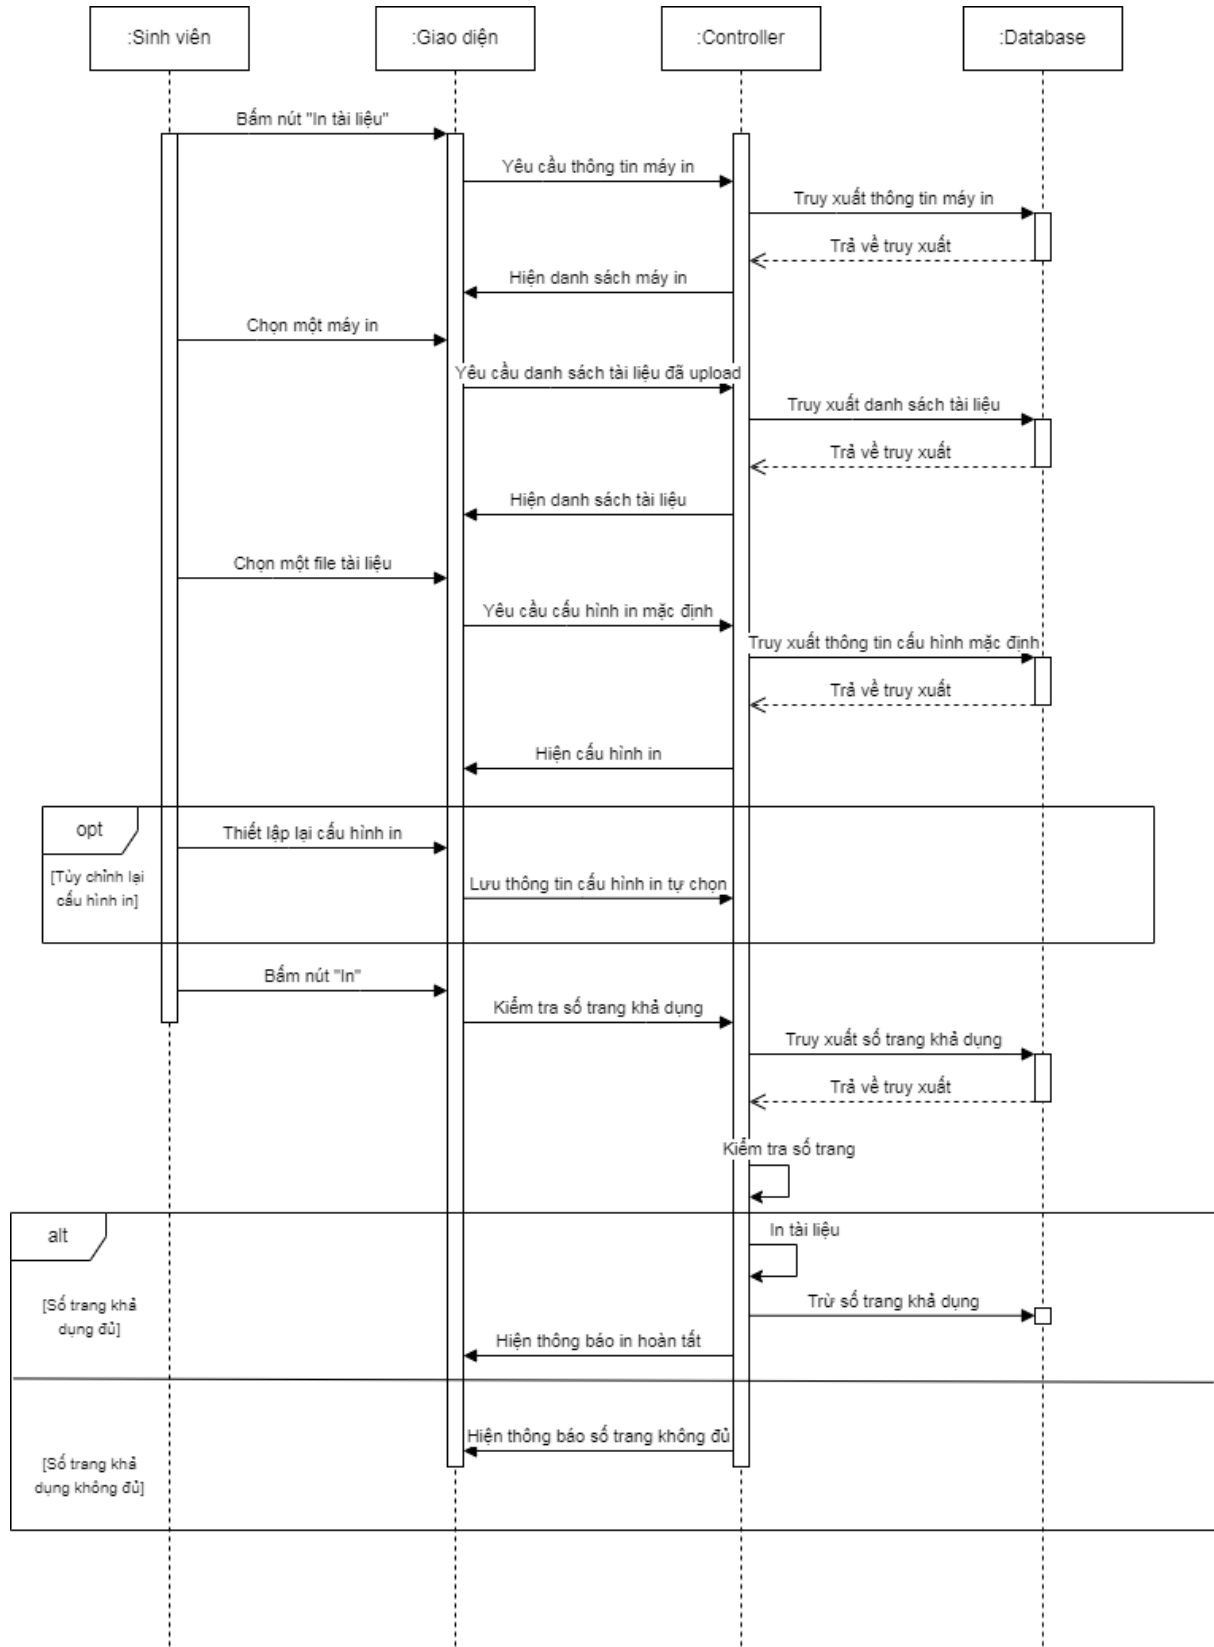 :Sinh viên
:Giao diện
:Controller
:Database
Bấm nút "In tài liệu"
Yêu cầu thông tin máy in
Truy xuất thông tin máy in
Trả về truy xuất
Hiện danh sách máy in
Chọn một máy in
Yêu cầu danh sách tài liệu đã upload
Truy xuất danh sách tài liệu
Trả về truy xuất
Hiện danh sách tài liệu
Chọn một file tài liệu
Yêu cầu cấu hình in mặc định
Truy xuất thông tin cấu hình mặc định
Trả về truy xuất
Hiện cấu hình in
opt
Thiết lập lại cấu hình in
[Tùy chỉnh lại
cấu hình in]
Lưu thông tin cấu hình in tự chọn
Bấm nút "In"
Kiểm tra số trang khả dụng
Truy xuất số trang khả dụng
Trả về truy xuất
Kiểm tra số trang
alt
In tài liệu
[Số trang khả
dụng đủ]
Trừ số trang khả dụng
Hiện thông báo in hoàn tất
Hiện thông báo số trang không đủ
[Số trang khả
dụng không đủ]